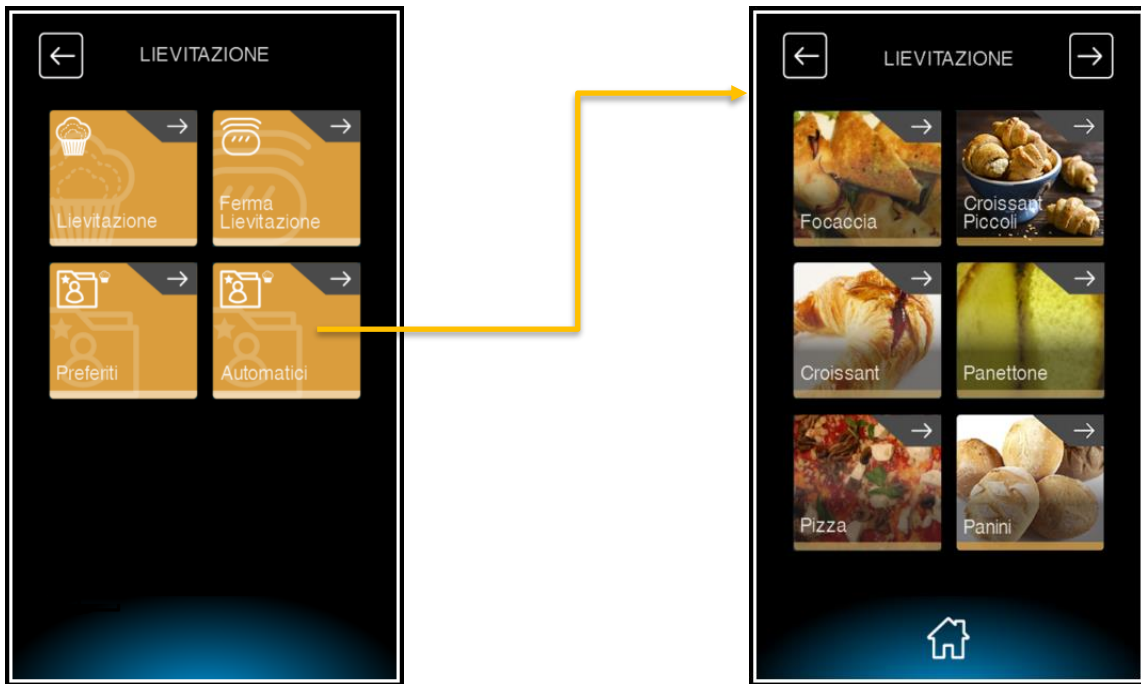 LIEVITAZIONE
Lievitazione
Ferma
Lievitazione
Preferiti
Automatici
LIEVITAZIONE
Focaccia
Croissant
Piccoli
Croissant
Panettone
Pizza
Panini